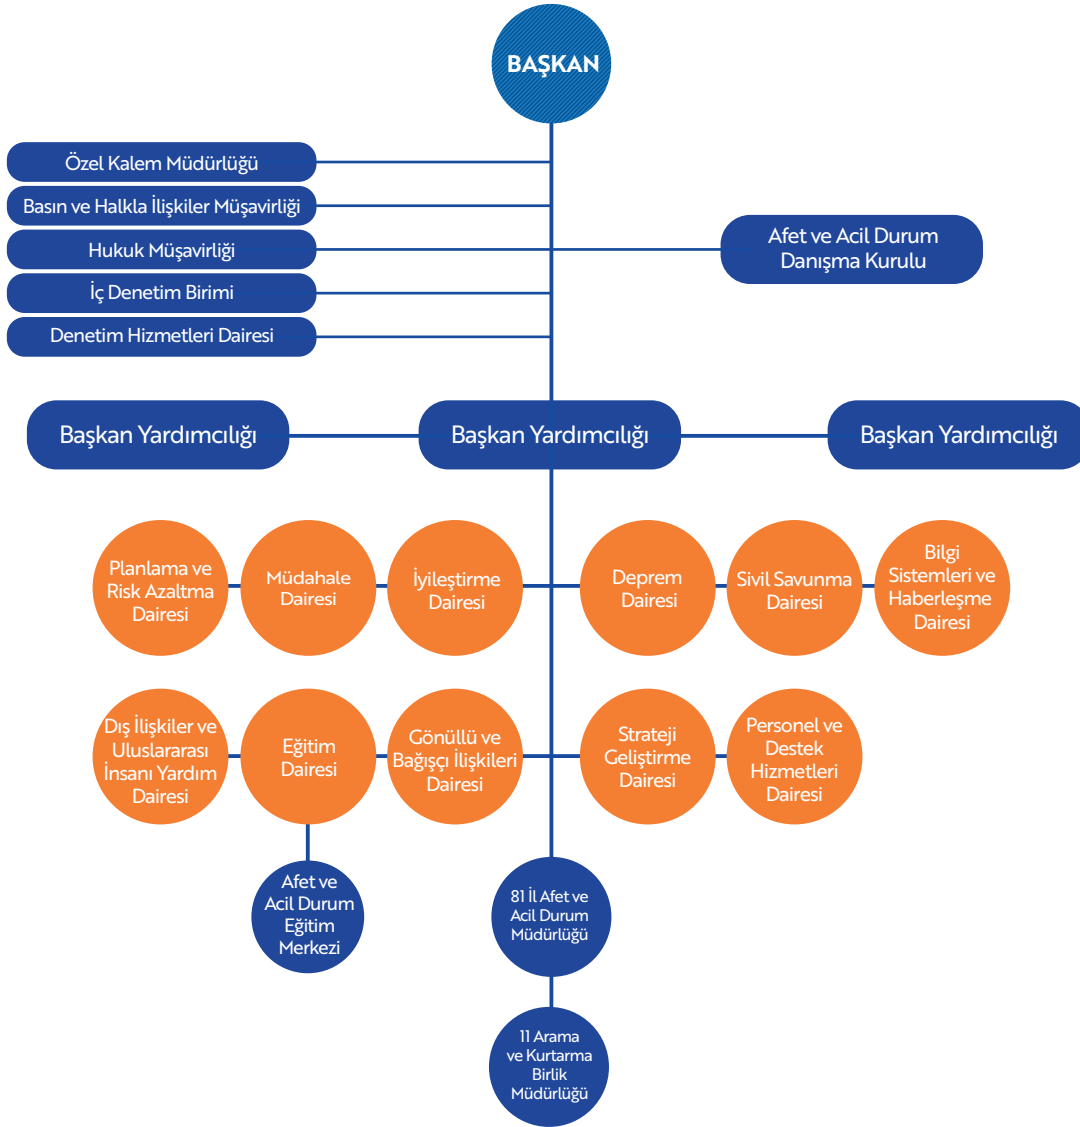 BAŞKAN
Özel Kalem Müdürlüğü
Basın ve Halkla İlişkiler Müşavirliği
Hukuk Müşavirliği
İç Denetim Birimi
Denetim Hizmetleri Dairesi
Afet ve Acil Durum
Danışma Kurulu
Başkan Yardımcılığı
Başkan Yardımcılığı
Başkan Yardımcılığı
Planlama ve
Risk Azaltma
Dairesi
Müdahale
Dairesi
İyileştirme
Dairesi
Deprem
Dairesi
Sivil Savunma
Dairesi
Bilgi
Sistemleri ve
Haberleşme
Dairesi
Dış İlişkiler ve
Uluslararası
İnsanı Yardım
Dairesi
Eğitim
Dairesi
Gönüllü ve
Bağışçı İlişkileri
Dairesi
Strateji
Geliştirme
Dairesi
Personel ve
Destek
Hizmetleri
Dairesi
Afet ve
Acil Durum
Eğitim
Merkezi
81 İl Afet ve
Acil Durum
Müdürlüğü
11 Arama
ve Kurtarma
Birlik
Müdürlüğü